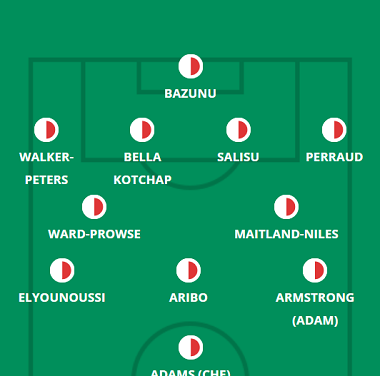 BAZUNU
WALKER-
PETERS
BELLA
KOTCHAP
SALISU
PERRAUD
WARD-PROWSE
MAITLAND-NILES
ELYOUNOUSSI
ARIBO
ARMSTRONG
(ADAM)
ADAMS (CHE)